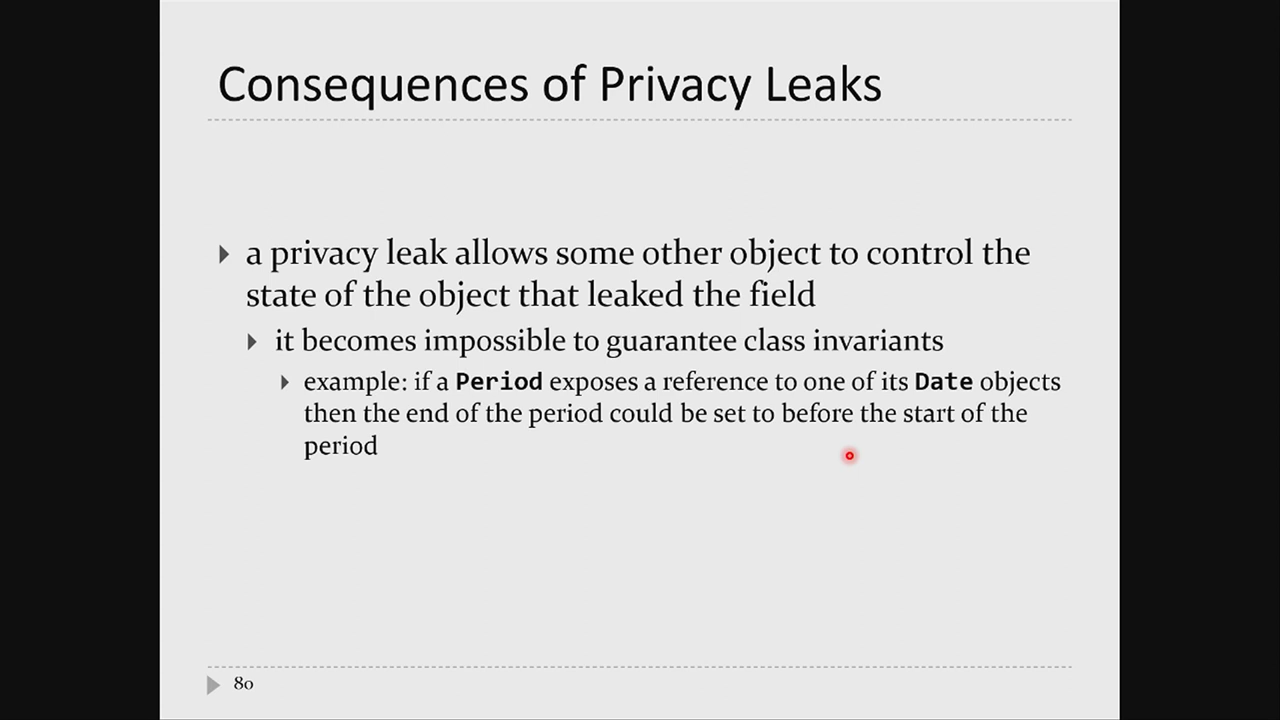 Consequences of Privacy Leaks
a privacy leak allows some other object to control the
state of the object that leaked the field
it becomes impossible to guarantee class invariants
example: if a Period exposes a reference to one of its Date objects
then the end of the period could be set to before the start of the
period
80